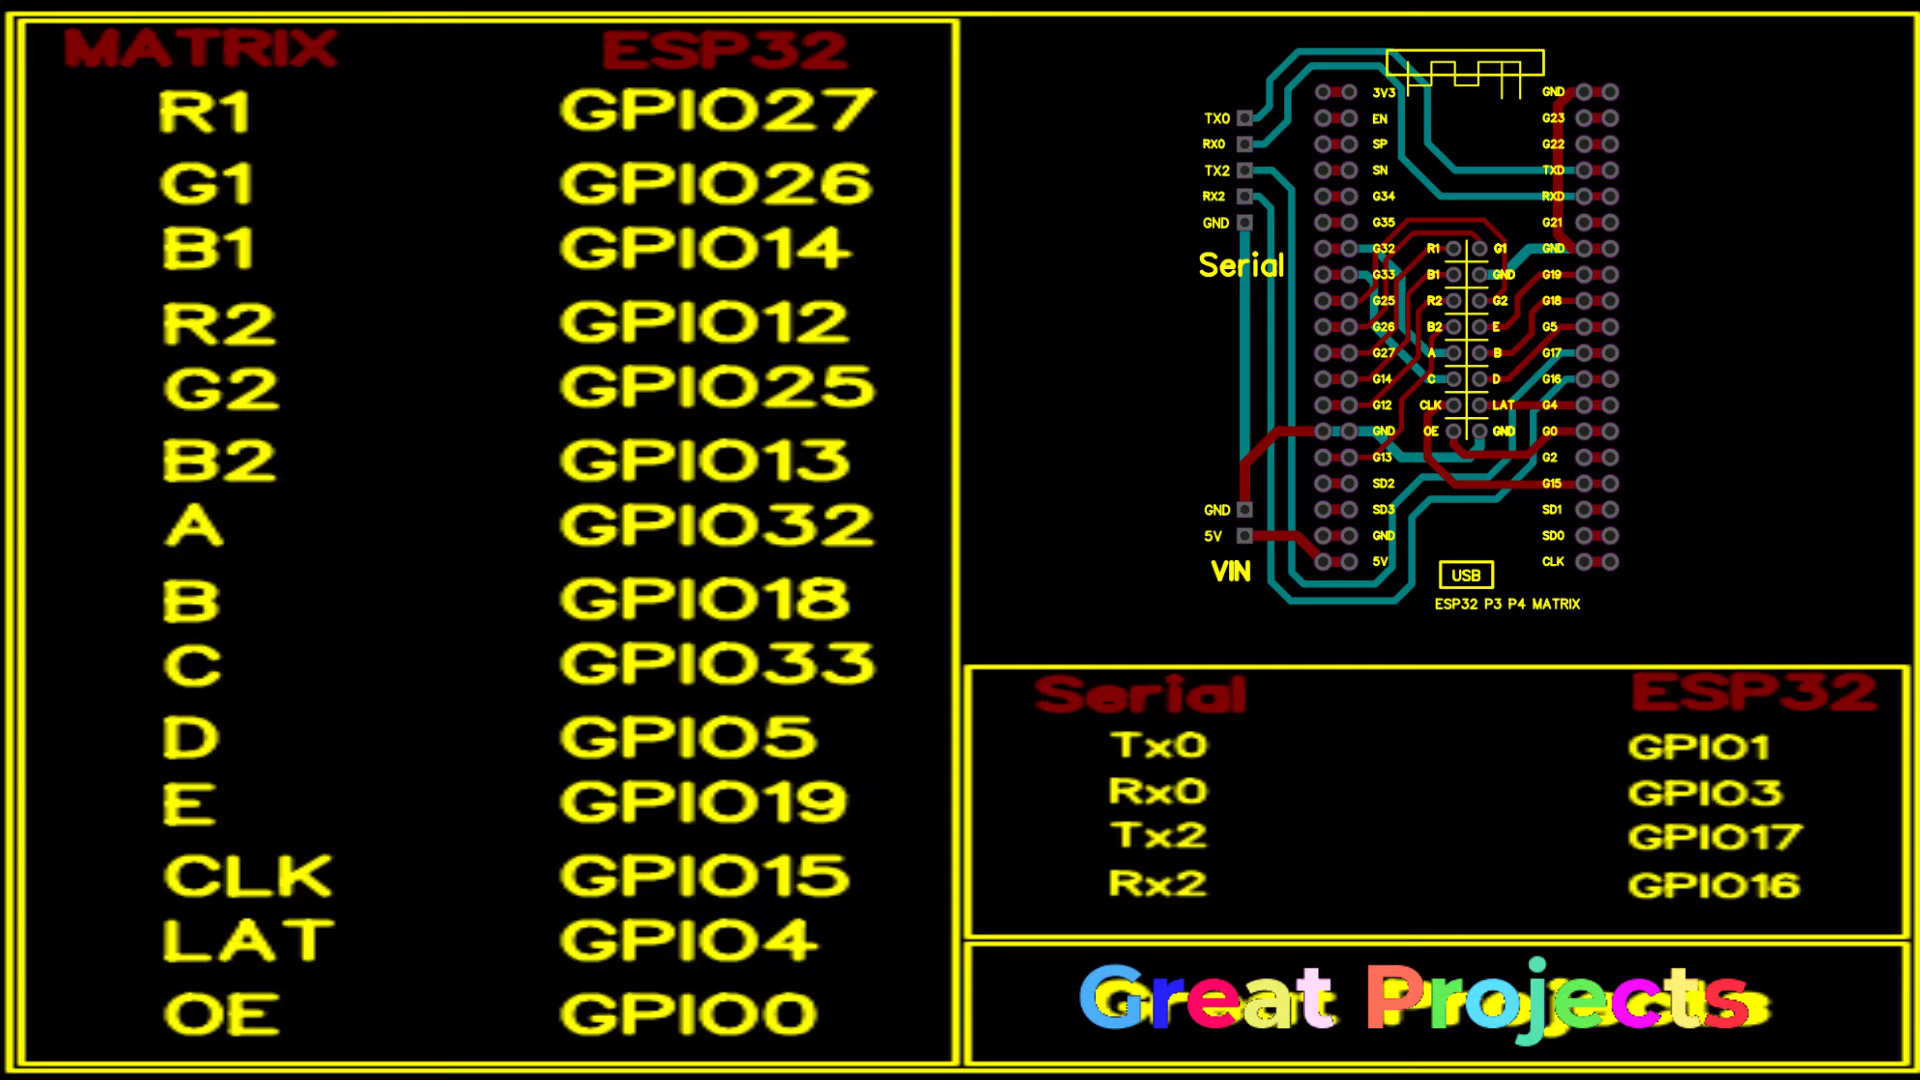 MATRIX ESP32
R1 GPIO27
G1 GPIO26
B1 GPIO14
R2 GPIO12
G2 GPIO25
B2 GPIO13
A GPIO32
B GPIO18
C GPIO33
D GPIO5
E GPIO19
CLK GPIO15
LAT GPIO4
OE GPIO0
3V3 GND
TX0 EN G23
RX0 SP G22
TX2 SN TXD
RX2 G34 RXD
GND G35 G21
G32 R1 G1 GND
Serial
G33 B1 GND G19
G25 R2 G2 G18
G26 B2 E G5
G27 A B G17
G14 C D G16
G12 CLK LAT G4
GND OE GND G0
G13 G2
SD2 G15
GND SD3 SD1
5V GND SD0
VIN 5V CLK
USB
ESP32 P3 P4 MATRIX
Serial ESP32
Tx0 GPIO1
Rx0 GPIO3
Tx2 GPIO17
Rx2 GPIO16
Great Projects